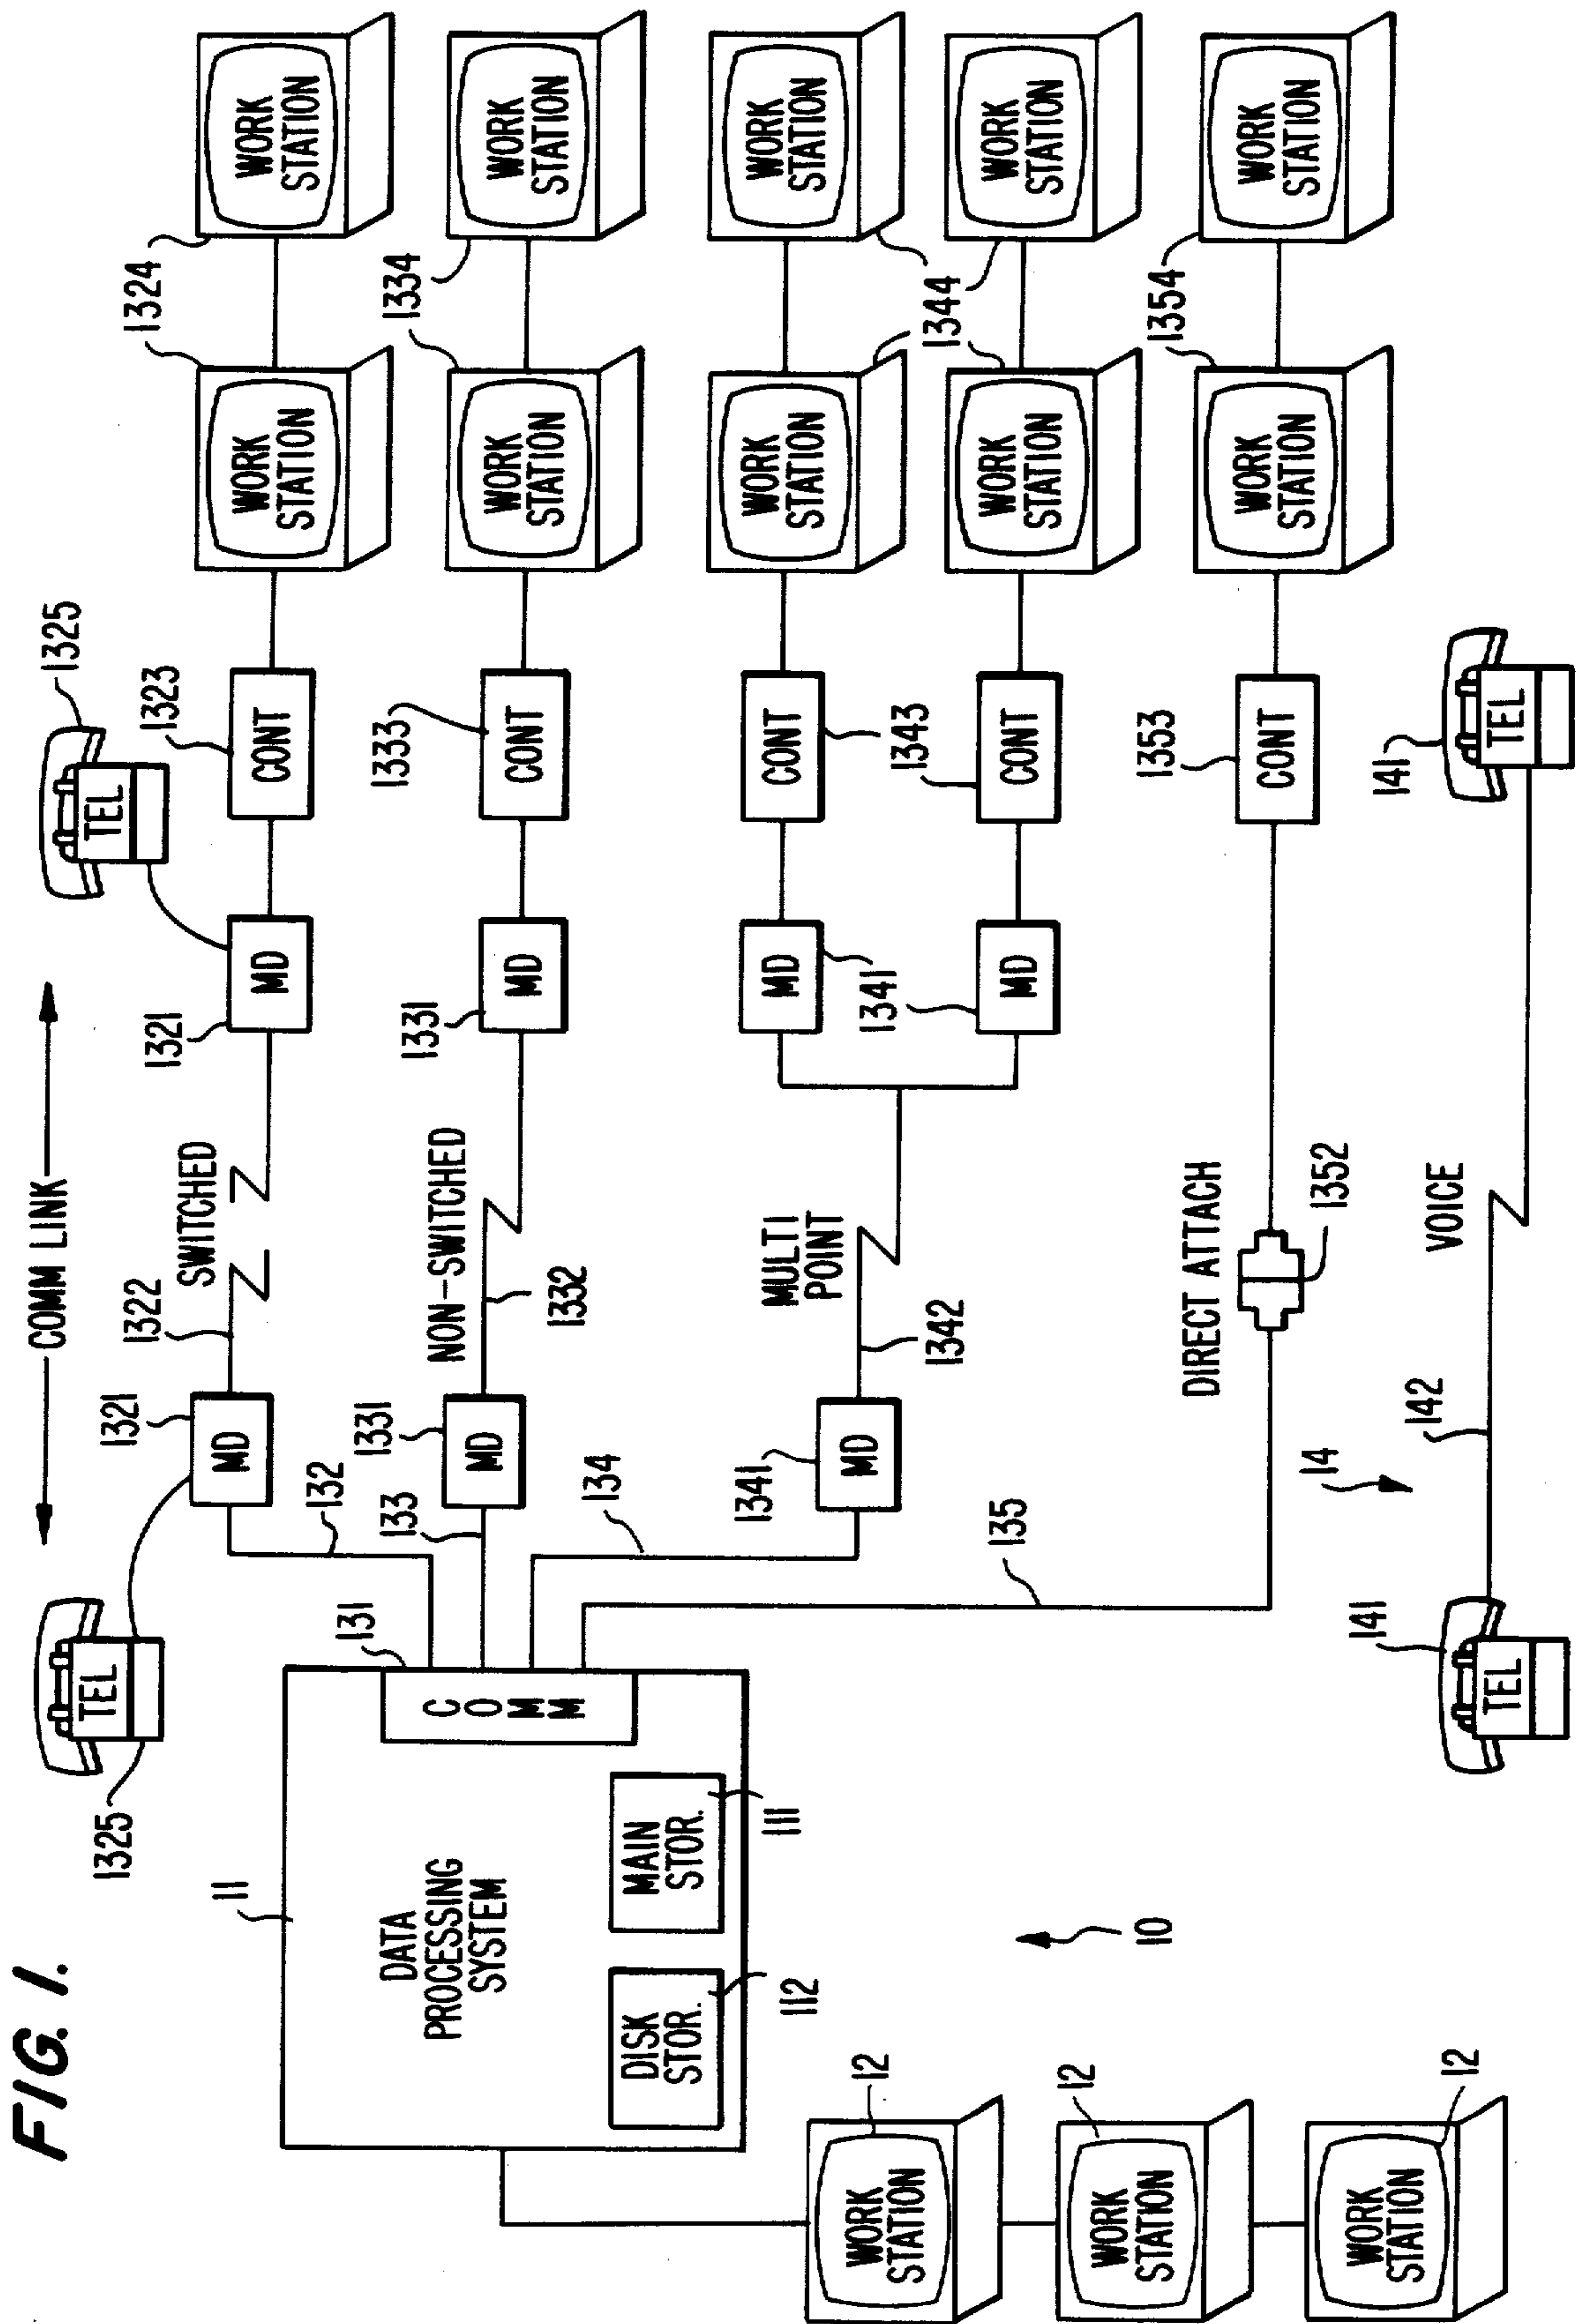 FIG. 1.
COMM LINK
1325
TEL
TEL
1325
1321
MD
1322
SWITCHED
1321
MD
1323
CONT
1324
WORK
STATION
WORK
STATION
132
11
DATA
PROCESSING
SYSTEM
131
COMM
133
1331
MD
NON-SWITCHED
1332
1331
MD
1333
CONT
1334
WORK
STATION
WORK
STATION
DISK
STOR.
112
MAIN
STOR.
111
134
1341
MD
MULTI
POINT
1342
MD
1341
MD
CONT
1343
CONT
WORK
STATION
WORK
STATION
1344
WORK
STATION
WORK
STATION
12
WORK
STATION
12
WORK
STATION
12
WORK
STATION
10
135
DIRECT ATTACH
1352
1353
CONT
1354
WORK
STATION
WORK
STATION
14
141
TEL
142
VOICE
141
TEL